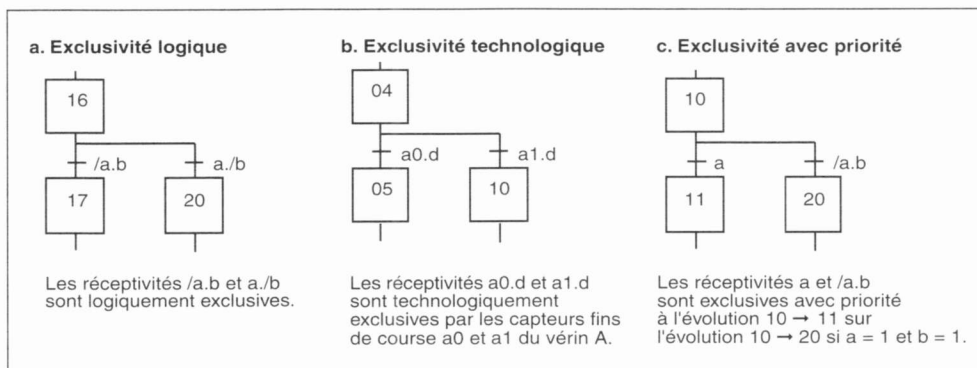 a. Exclusivité logique
16
/a.b
a./b
17
20
Les réceptivités /a.b et a./b
sont logiquement exclusives.
b. Exclusivité technologique
04
a0.d
a1.d
05
10
Les réceptivités a0.d et a1.d
sont technologiquement
exclusives par les capteurs fins
de course a0 et a1 du vérin A.
c. Exclusivité avec priorité
10
a
/a.b
11
20
Les réceptivités a et /a.b
sont exclusives avec priorité
à l'évolution 10 → 11 sur
l'évolution 10 → 20 si a = 1 et b = 1.